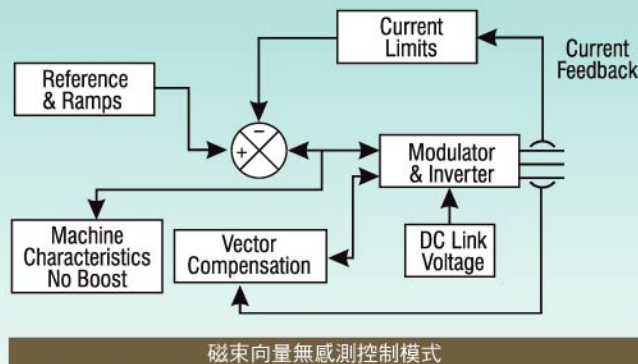 Current
Limits
Current
Feedback
Reference
& Ramps
−
+
Modulator
& Inverter
Machine
Characteristics
No Boost
Vector
Compensation
DC Link
Voltage
磁束向量無感測控制模式